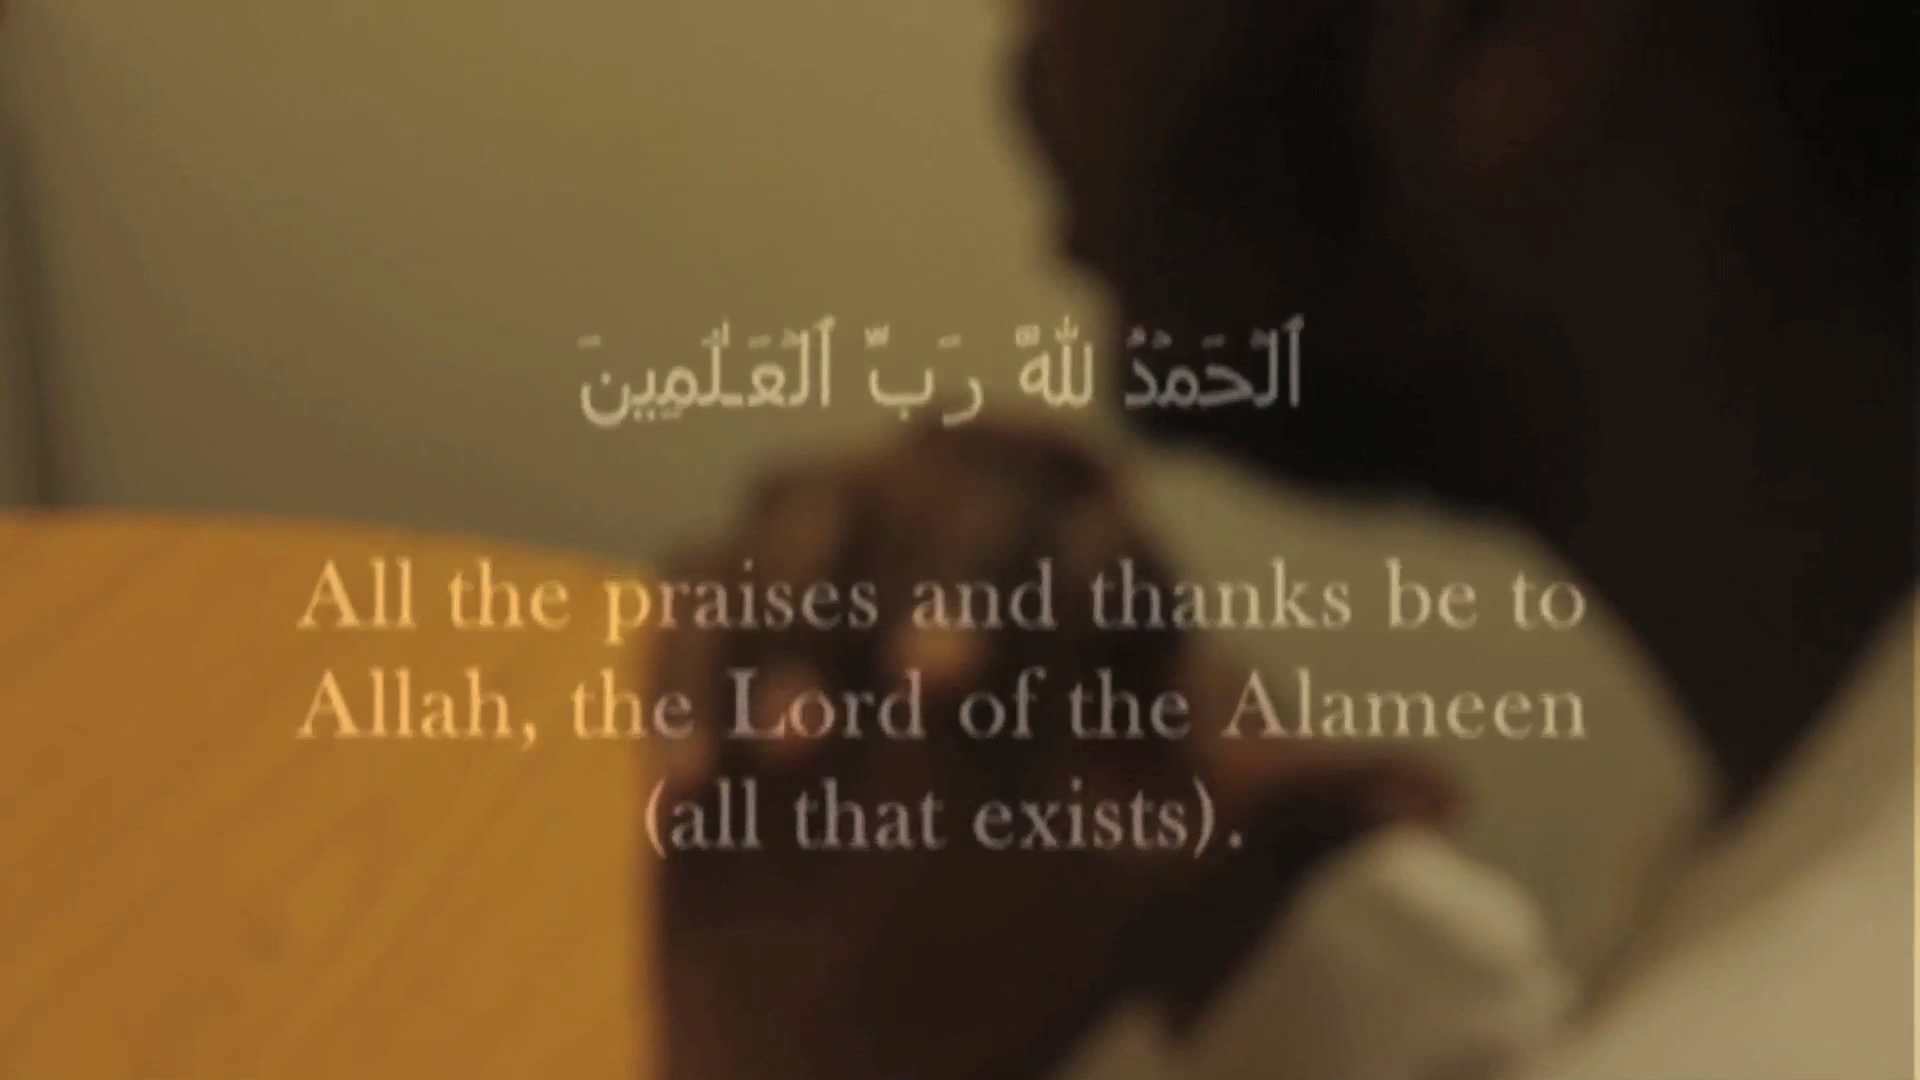 ٱلۡحَمۡدُ لِلَّهِ رَبِّ ٱلۡعَـٰلَمِينَ
All the praises and thanks be to
Allah, the Lord of the Alameen
(all that exists).